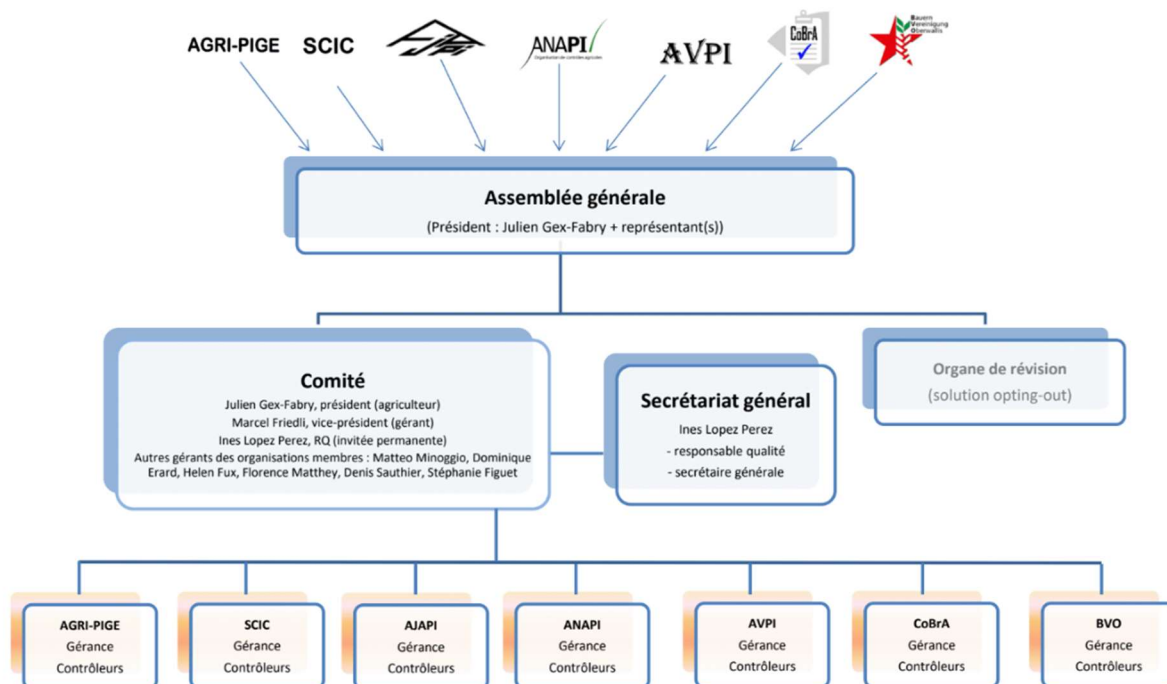 AGRI-PIGE
SCIC
ANAPI
Organisation de contrôles agricoles
AVPI
CoBrA
Bauern
Vereinigung
Oberwallis
Assemblée générale
(Président : Julien Gex-Fabry + représentant(s))
Comité
Julien Gex-Fabry, président (agriculteur)
Marcel Friedli, vice-président (gérant)
Ines Lopez Perez, RQ (invitée permanente)
Autres gérants des organisations membres : Matteo Minoggio, Dominique
Erard, Helen Fux, Florence Matthey, Denis Sauthier, Stéphanie Figuet
Secrétariat général
Ines Lopez Perez
- responsable qualité
- secrétaire générale
Organe de révision
(solution opting-out)
AGRI-PIGE
Gérance
Contrôleurs
SCIC
Gérance
Contrôleurs
AJAPI
Gérance
Contrôleurs
ANAPI
Gérance
Contrôleurs
AVPI
Gérance
Contrôleurs
CoBrA
Gérance
Contrôleurs
BVO
Gérance
Contrôleurs